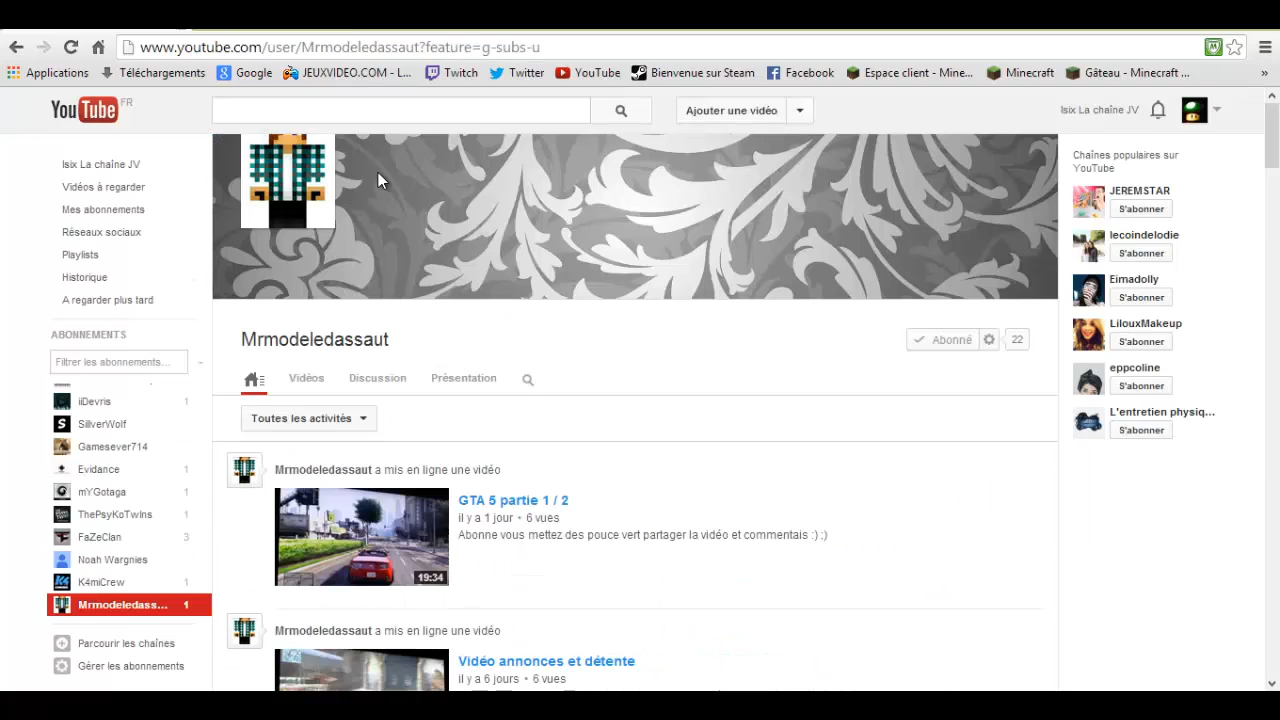 www.youtube.com/user/Mrmodeledassaut?feature=g-subs-u
Applications
Téléchargements
Google
JEUXVIDEO.COM - L...
Twitch
Twitter
YouTube
Bienvenue sur Steam
Facebook
Espace client - Mine...
Minecraft
Gâteau - Minecraft ...
»
YouTube FR
Ajouter une vidéo
Isix La chaîne JV
Isix La chaîne JV
Vidéos à regarder
Mes abonnements
Réseaux sociaux
Playlists
Historique
A regarder plus tard
ABONNEMENTS
Filtrer les abonnements...
iDevris 1
SillverWolf
Gamesever714
Evidance 1
mYGotaga 1
ThePsyKoTwIns 1
FaZeClan 3
Noah Wargnies
K4miCrew 1
Mrmodeledass... 1
Parcourir les chaînes
Gérer les abonnements
Mrmodeledassaut
Abonné
22
Vidéos
Discussion
Présentation
Toutes les activités
Mrmodeledassaut a mis en ligne une vidéo
GTA 5 partie 1 / 2
il y a 1 jour • 6 vues
Abonne vous mettez des pouce vert partager la vidéo et commentais :) :)
19:34
Mrmodeledassaut a mis en ligne une vidéo
Vidéo annonces et détente
il y a 6 jours • 6 vues
Chaînes populaires sur
YouTube
JEREMSTAR
S'abonner
lecoindelodie
S'abonner
Eimadolly
S'abonner
LilouxMakeup
S'abonner
eppcoline
S'abonner
L'entretien physiq...
S'abonner